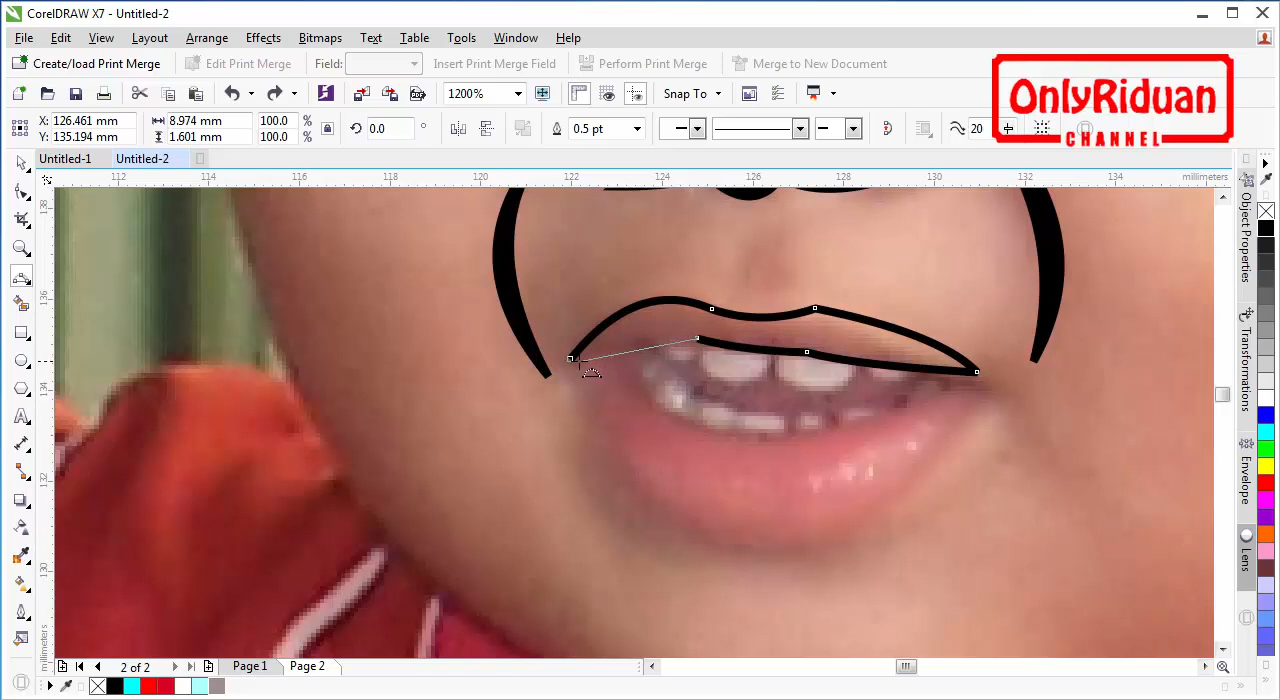 CorelDRAW X7 - Untitled-2
File Edit View Layout Arrange Effects Bitmaps Text Table Tools Window Help
Create/load Print Merge Edit Print Merge Field: Insert Print Merge Field Perform Print Merge Merge to New Document
OnlyRiduan
CHANNEL
1200% Snap To
X: 126.461 mm 8.974 mm 100.0 % 0.0 ° 0.5 pt 20
Y: 135.194 mm 1.601 mm 100.0 %
Untitled-1 Untitled-2
112 114 116 118 120 122 124 126 128 130 132 134 millimeters
138
136
134
132
130
millimeters
Object Properties
Transformations
Envelope
Lens
2 of 2 Page 1 Page 2